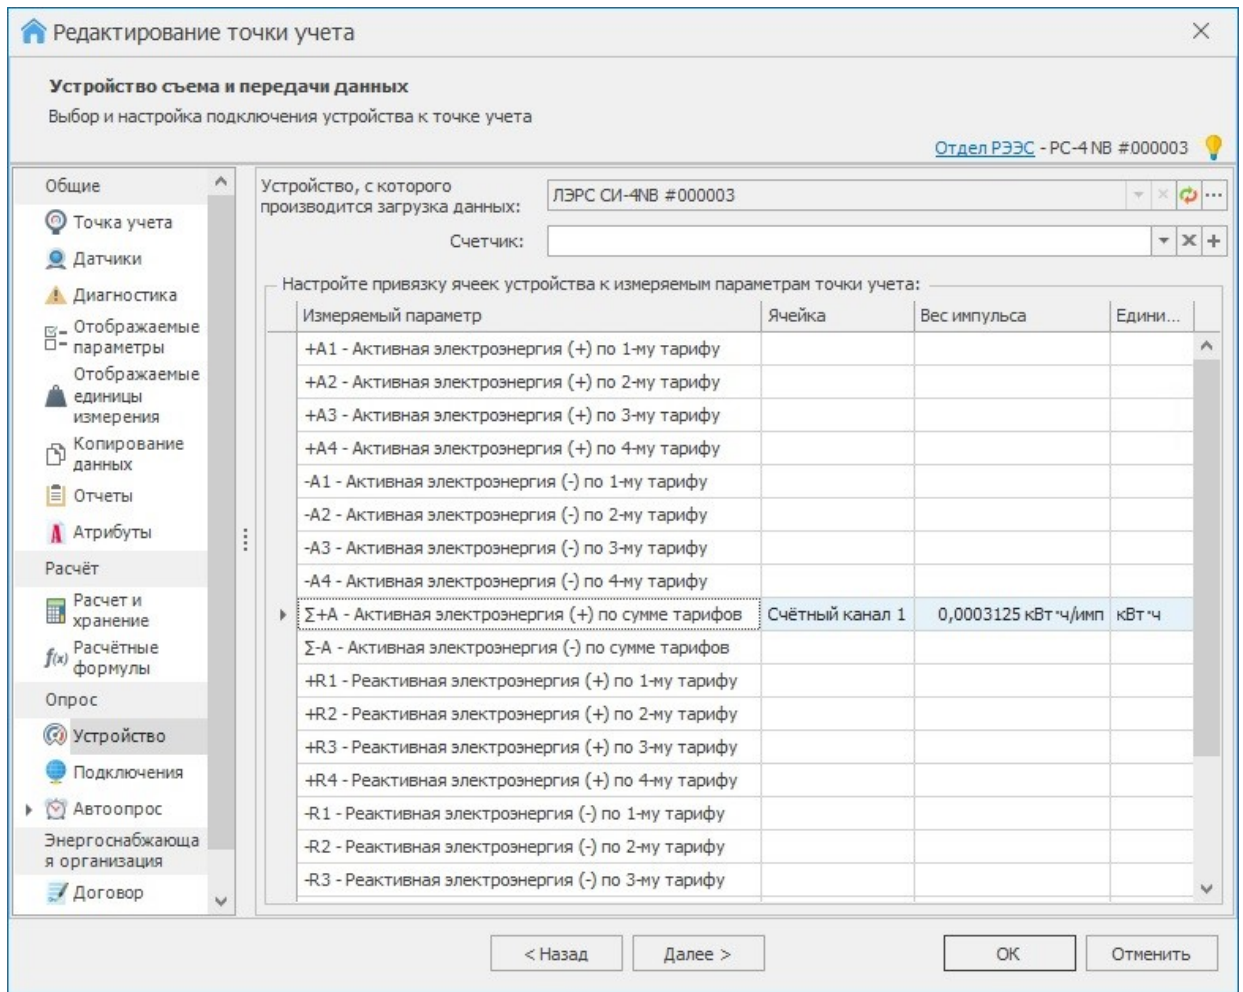 Редактирование точки учета
Устройство съема и передачи данных
Выбор и настройка подключения устройства к точке учета
Отдел РЭЭС - РС-4 NB #000003
Общие
Точка учета
Датчики
Диагностика
Отображаемые
параметры
Отображаемые
единицы
измерения
Копирование
данных
Отчеты
Атрибуты
Расчёт
Расчет и
хранение
f(x) Расчётные
формулы
Опрос
Устройство
Подключения
Автоопрос
Энергоснабжающа
я организация
Договор
Устройство, с которого
производится загрузка данных:
ЛЭРС СИ-4NB #000003
Счетчик:
Настройте привязку ячеек устройства к измеряемым параметрам точки учета:
Измеряемый параметр Ячейка Вес импульса Едини...
+A1 - Активная электроэнергия (+) по 1-му тарифу
+A2 - Активная электроэнергия (+) по 2-му тарифу
+A3 - Активная электроэнергия (+) по 3-му тарифу
+A4 - Активная электроэнергия (+) по 4-му тарифу
-A1 - Активная электроэнергия (-) по 1-му тарифу
-A2 - Активная электроэнергия (-) по 2-му тарифу
-A3 - Активная электроэнергия (-) по 3-му тарифу
-A4 - Активная электроэнергия (-) по 4-му тарифу
∑+A - Активная электроэнергия (+) по сумме тарифов Счётный канал 1 0,0003125 кВт·ч/имп кВт·ч
∑-A - Активная электроэнергия (-) по сумме тарифов
+R1 - Реактивная электроэнергия (+) по 1-му тарифу
+R2 - Реактивная электроэнергия (+) по 2-му тарифу
+R3 - Реактивная электроэнергия (+) по 3-му тарифу
+R4 - Реактивная электроэнергия (+) по 4-му тарифу
-R1 - Реактивная электроэнергия (-) по 1-му тарифу
-R2 - Реактивная электроэнергия (-) по 2-му тарифу
-R3 - Реактивная электроэнергия (-) по 3-му тарифу
< Назад Далее > OK Отменить